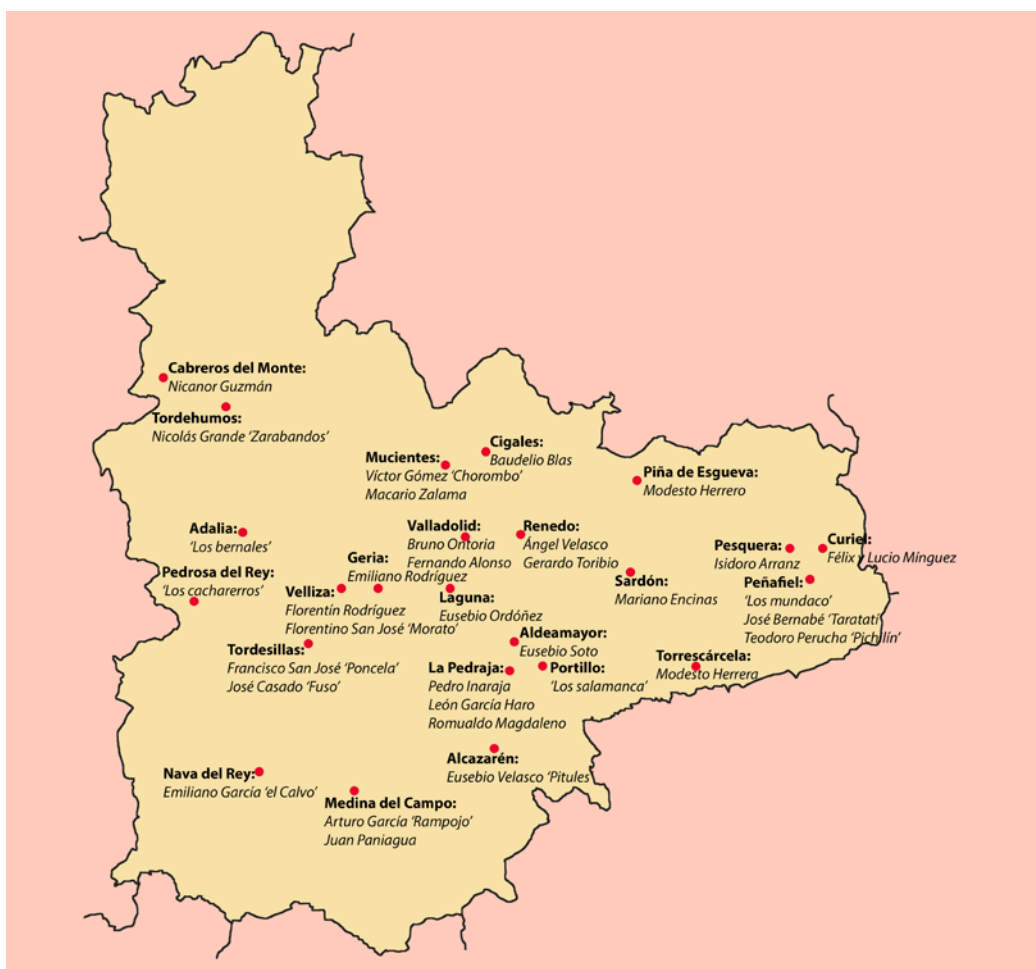 Cabreros del Monte:
Nicanor Guzmán
Tordehumos:
Nicolás Grande ‘Zarabandos’
Cigales:
Baudelio Blas
Mucientes:
Víctor Gómez ‘Chorombo’
Macario Zalama
Piña de Esgueva:
Modesto Herrero
Adalia:
‘Los bernales’
Valladolid:
Bruno Ontoria
Fernando Alonso
Renedo:
Ángel Velasco
Gerardo Toribio
Curiel:
Félix y Lucio Mínguez
Pesquera:
Isidoro Arranz
Geria:
Emiliano Rodríguez
Pedrosa del Rey:
‘Los cachareros’
Velliza:
Florentín Rodríguez
Florentino San José ‘Morato’
Laguna:
Eusebio Ordóñez
Sardón:
Mariano Encinas
Peñafiel:
‘Los mundaco’
José Bernabé ‘Taratati’
Teodoro Perucha ‘Pichilín’
Aldeamayor:
Eusebio Soto
Tordesillas:
Francisco San José ‘Poncela’
José Casado ‘Fuso’
La Pedraja:
Pedro Inaraja
León García Haro
Romualdo Magdaleno
Portillo:
‘Los salamanca’
Torrescárcela:
Modesto Herrera
Alcazarén:
Eusebio Velasco ‘Pitules’
Nava del Rey:
Emiliano García ‘el Calvo’
Medina del Campo:
Arturo García ‘Rampojo’
Juan Paniagua